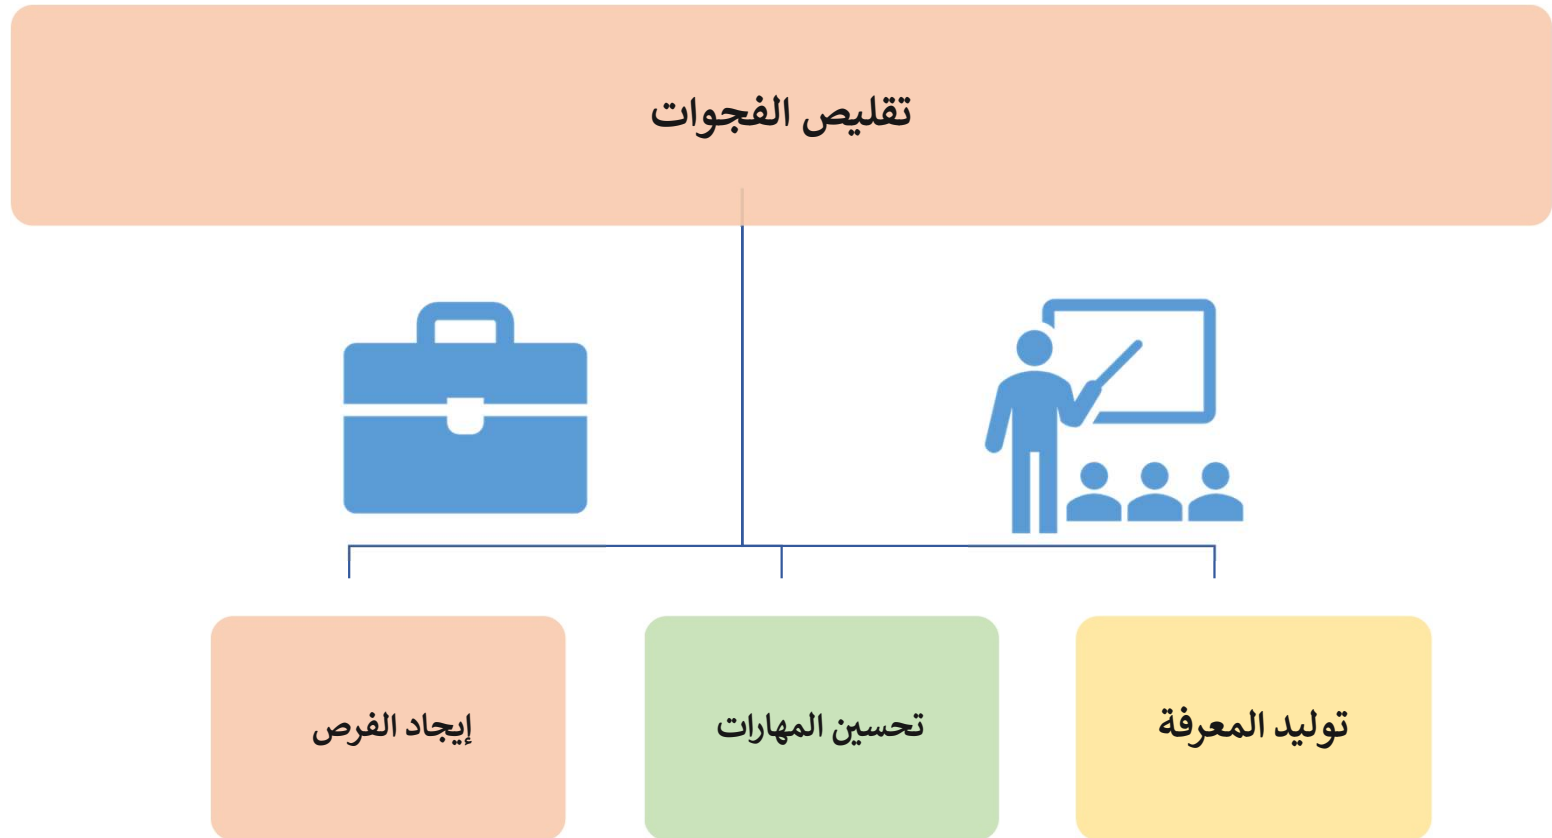 تقليص الفجوات
توليد المعرفة
تحسين المهارات
إيجاد الفرص